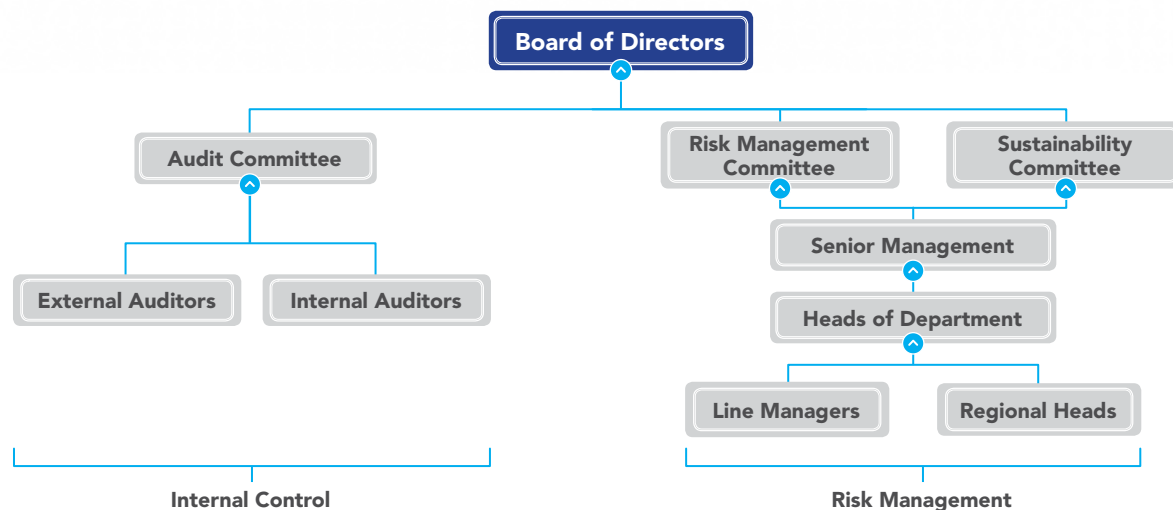 Board of Directors
Audit Committee
Risk Management
Committee
Sustainability
Committee
Senior Management
External Auditors
Internal Auditors
Heads of Department
Line Managers
Regional Heads
Internal Control
Risk Management